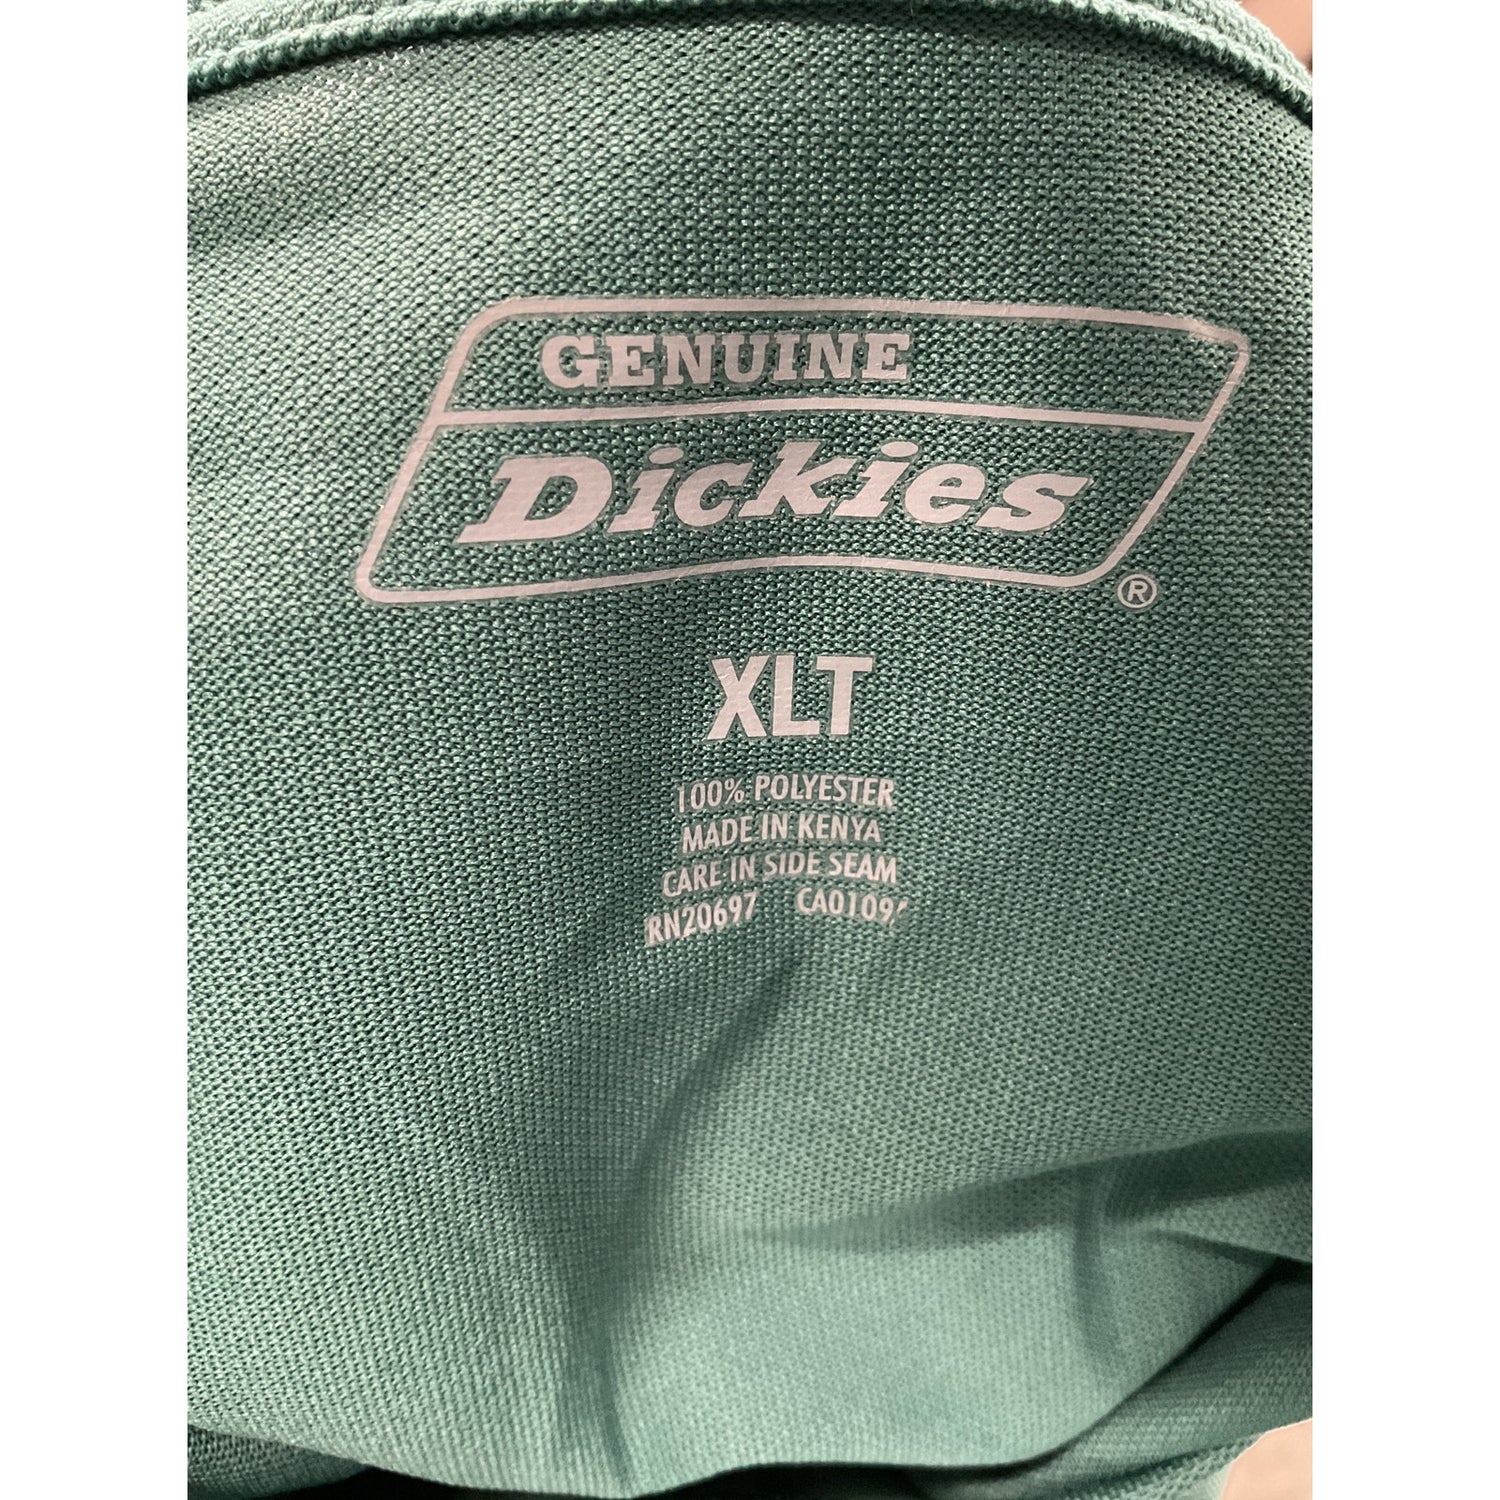 GENUINE
Dickies
®
XLT
100% POLYESTER
MADE IN KENYA
CARE IN SIDE SEAM
RN20697